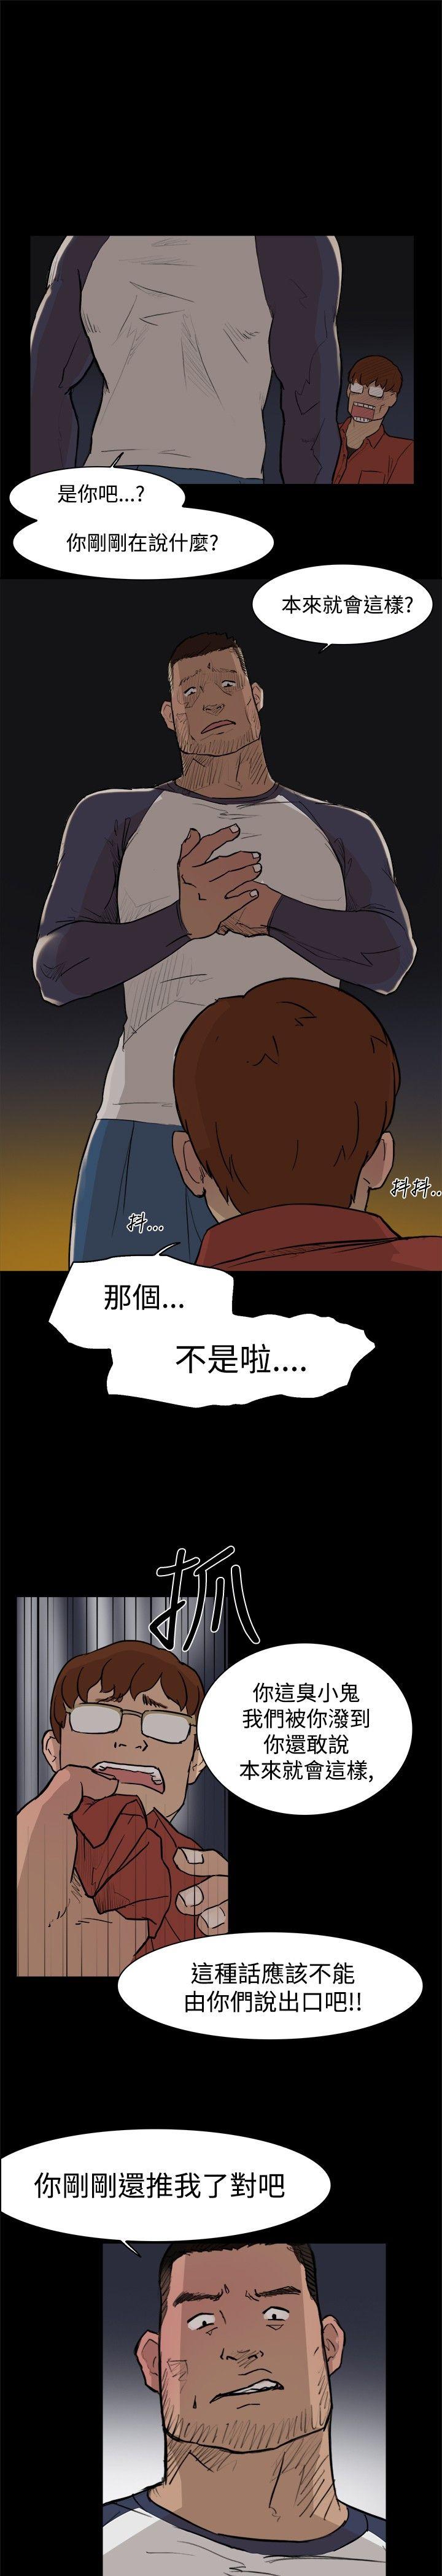 是你吧...?
你剛剛在說什麼?
本來就會這樣?
抖...
抖抖..
那個...
不是啦....
抓
你這臭小鬼
我們被你潑到
你還敢說
本來就會這樣,
這種話應該不能
由你們說出口吧!!
你剛剛還推我了對吧